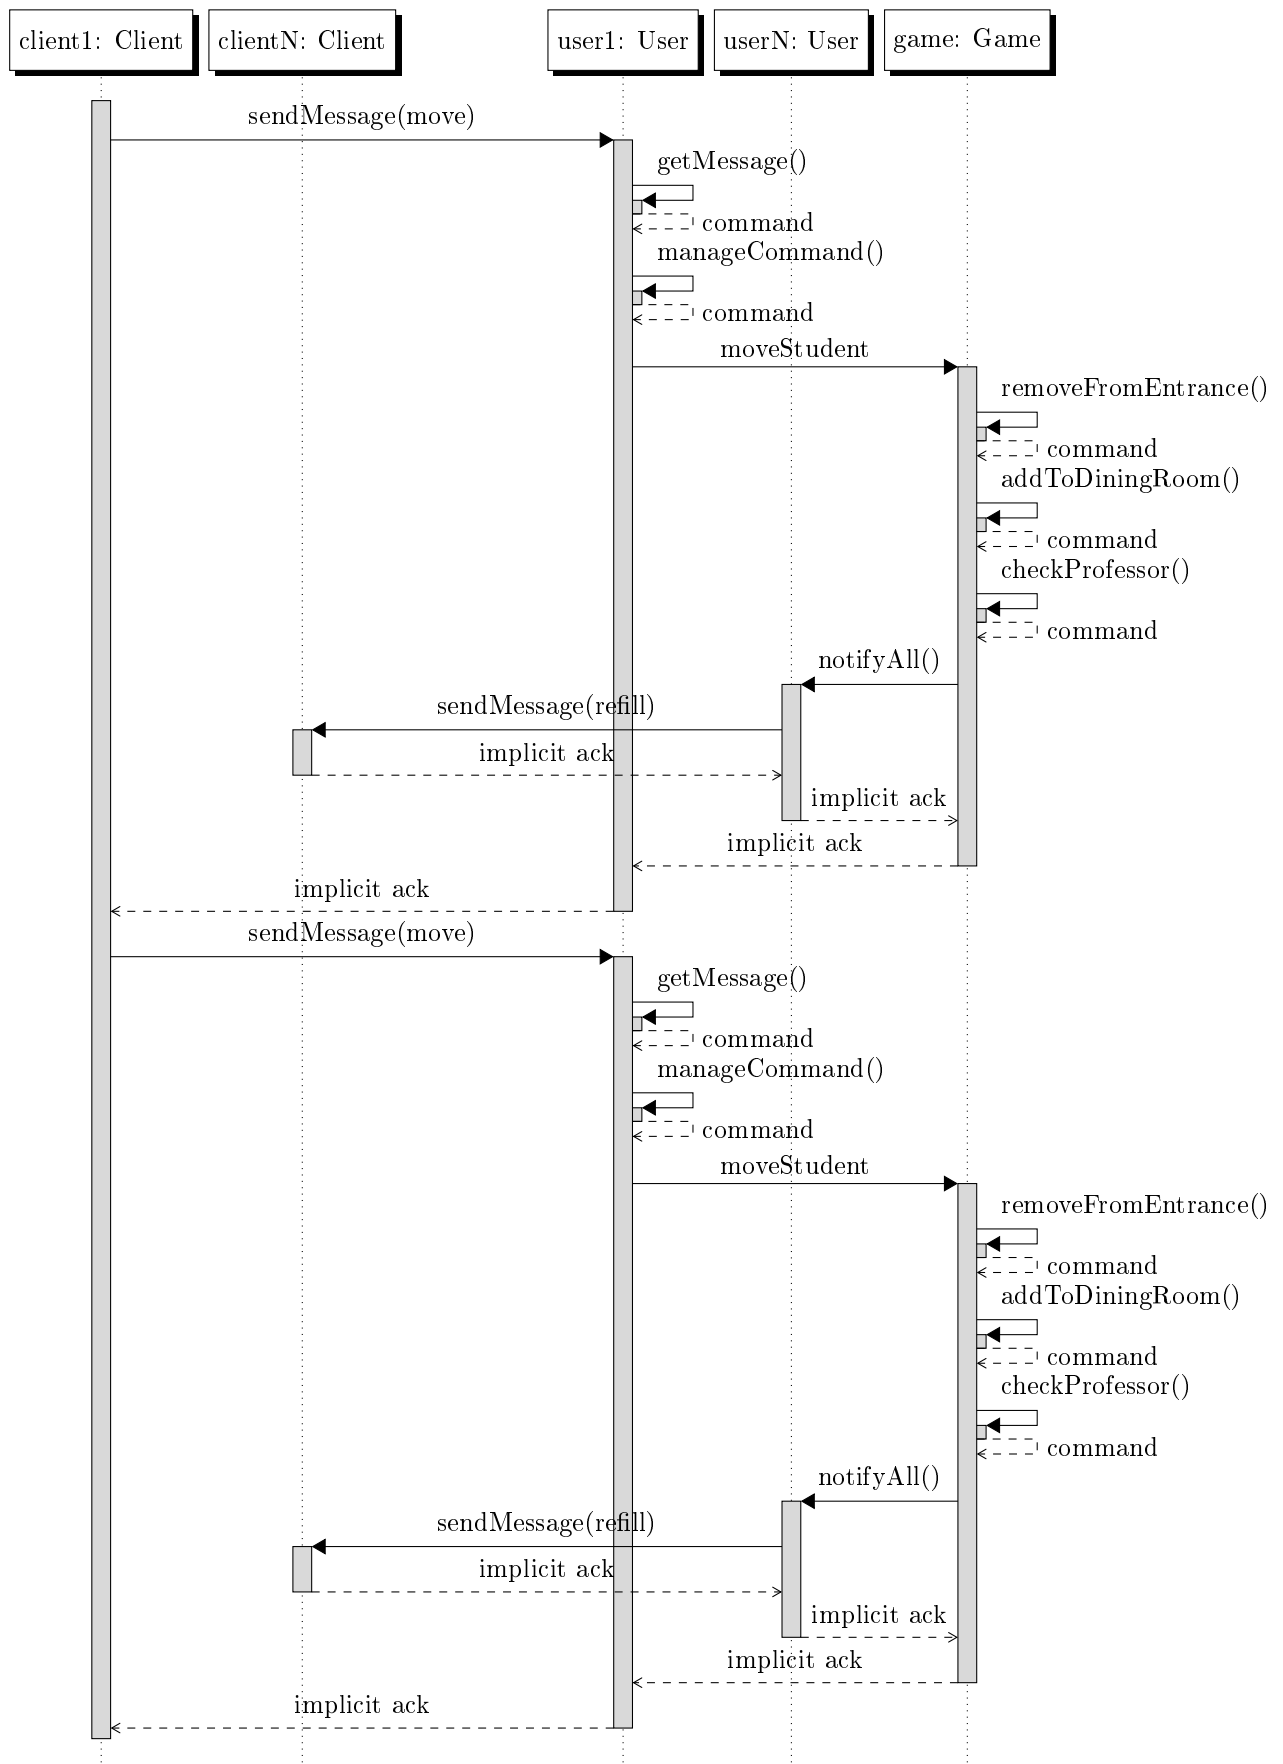 client1: Client
clientN: Client
user1: User
userN: User
game: Game
sendMessage(move)
getMessage()
command
manageCommand()
command
moveStudent
removeFromEntrance()
command
addToDiningRoom()
command
checkProfessor()
command
notifyAll()
sendMessage(refill)
implicit ack
implicit ack
implicit ack
implicit ack
sendMessage(move)
getMessage()
command
manageCommand()
command
moveStudent
removeFromEntrance()
command
addToDiningRoom()
command
checkProfessor()
command
notifyAll()
sendMessage(refill)
implicit ack
implicit ack
implicit ack
implicit ack